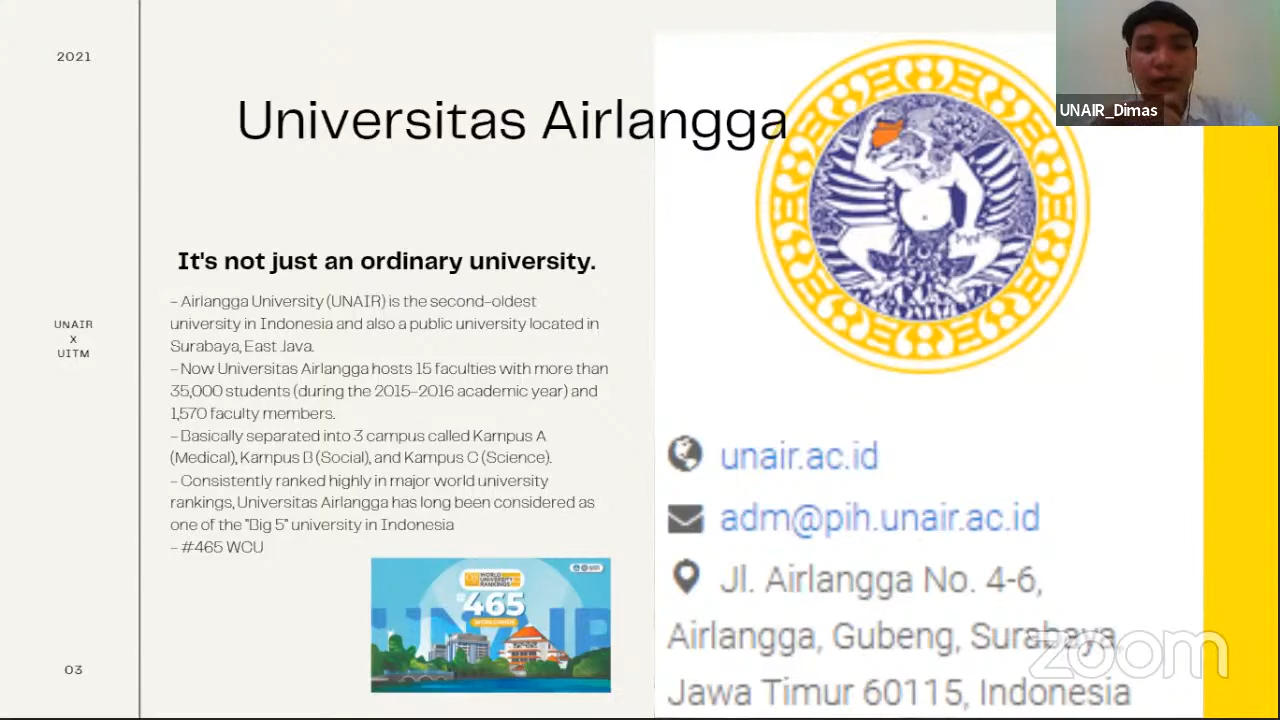 2021
UNAIR_Dimas
Universitas Airlangga
It's not just an ordinary university.
- Airlangga University (UNAIR) is the second-oldest
university in Indonesia and also a public university located in
Surabaya, East Java.
- Now Universitas Airlangga hosts 15 faculties with more than
35,000 students (during the 2015-2016 academic year) and
1,570 faculty members.
- Basically separated into 3 campus called Kampus A
(Medical), Kampus B (Social), and Kampus C (Science).
- Consistently ranked highly in major world university
rankings, Universitas Airlangga has long been considered as
one of the "Big 5" university in Indonesia
- #465 WCU
UNAIR
X
UITM
WORLD
UNIVERSITY
RANKINGS
#465
WORLDWIDE
UNAIR
unair.ac.id
adm@pih.unair.ac.id
Jl. Airlangga No. 4-6,
Airlangga, Gubeng, Surabaya,
Jawa Timur 60115, Indonesia
zoom
03